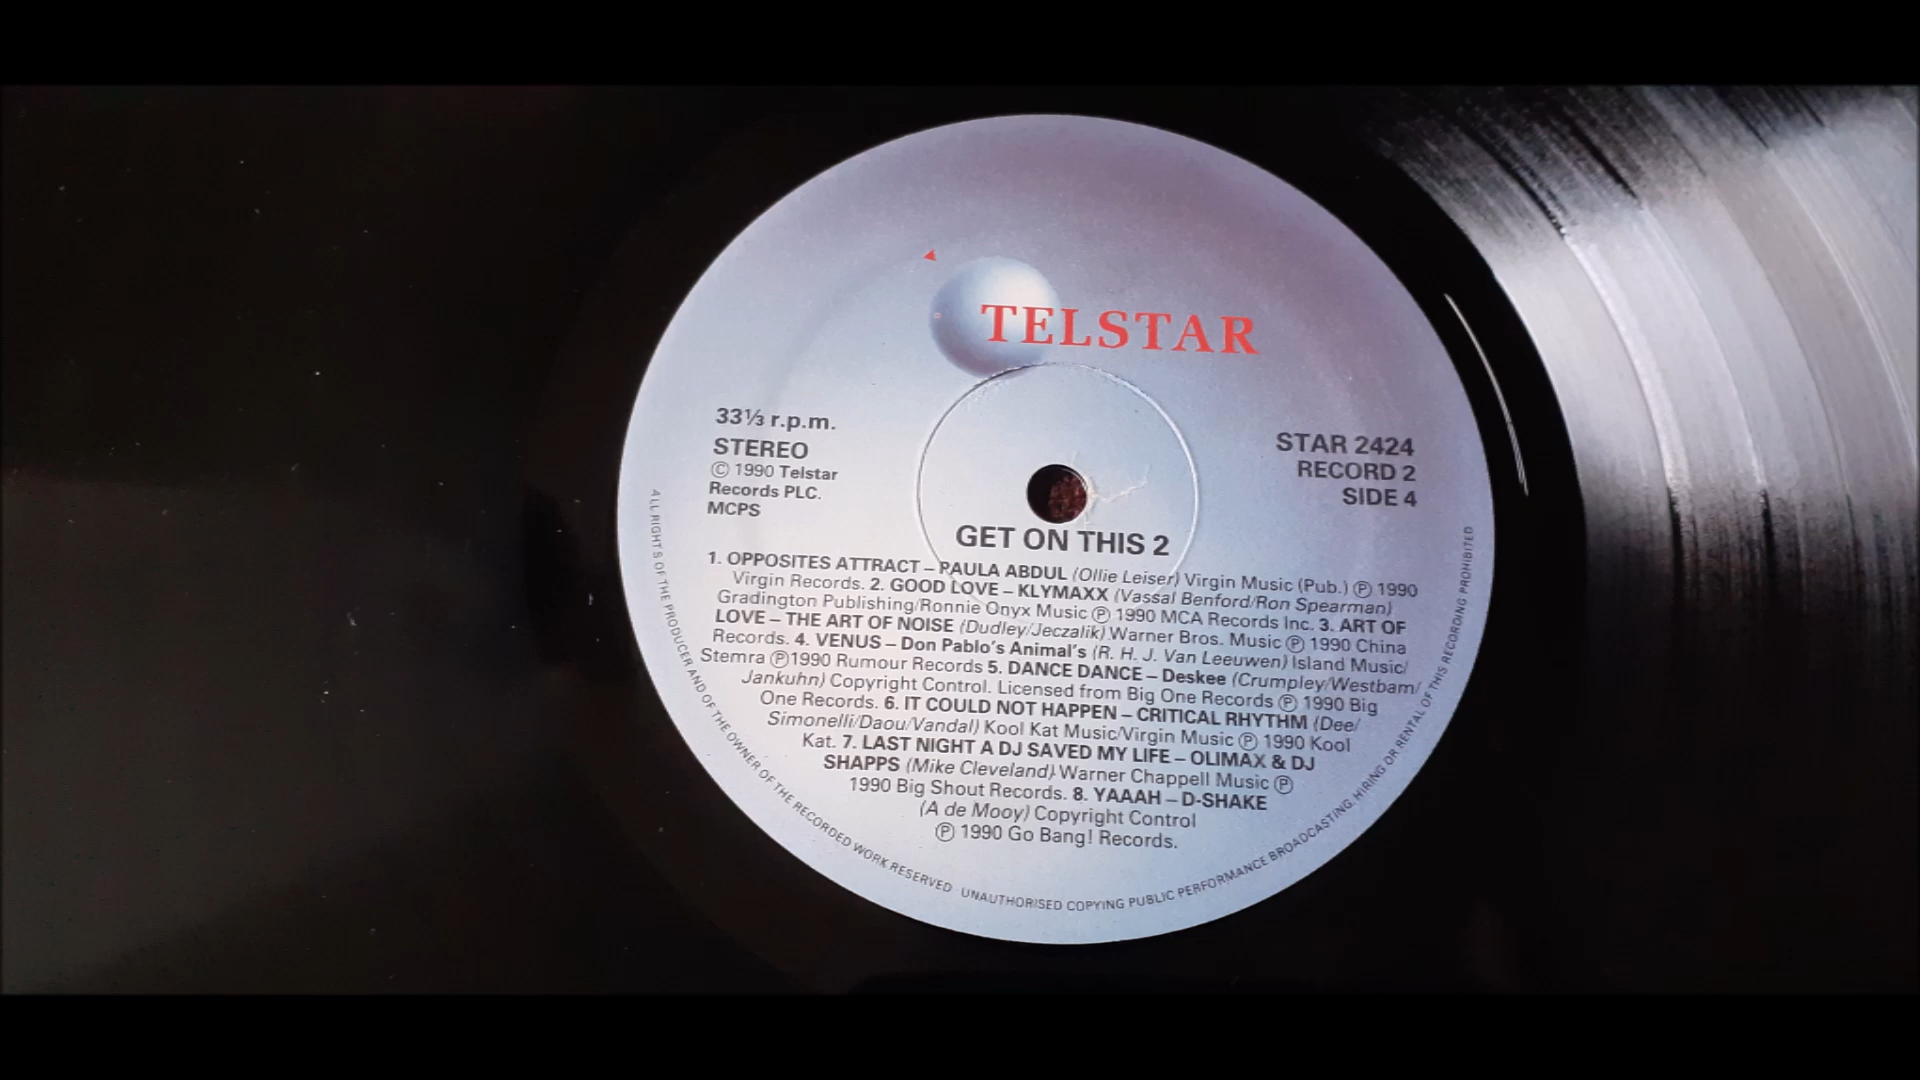 TELSTAR
33⅓ r.p.m.
STEREO
© 1990 Telstar
Records PLC.
MCPS
STAR 2424
RECORD 2
SIDE 4
GET ON THIS 2
1. OPPOSITES ATTRACT – PAULA ABDUL (Ollie Leiser) Virgin Music (Pub.) ℗ 1990
Virgin Records. 2. GOOD LOVE – KLYMAXX (Vassal Benford/Ron Spearman)
Gradington Publishing/Ronnie Onyx Music ℗ 1990 MCA Records Inc. 3. ART OF
LOVE – THE ART OF NOISE (Dudley/Jeczalik) Warner Bros. Music ℗ 1990 China
Records. 4. VENUS – Don Pablo's Animal's (R. H. J. Van Leeuwen) Island Music/
Stemra ℗1990 Rumour Records 5. DANCE DANCE – Deskee (Crumpley/Westbam/
Jankuhn) Copyright Control. Licensed from Big One Records ℗ 1990 Big
One Records. 6. IT COULD NOT HAPPEN – CRITICAL RHYTHM (Dee/
Simonelli/Daou/Vandal) Kool Kat Music/Virgin Music ℗ 1990 Kool
Kat. 7. LAST NIGHT A DJ SAVED MY LIFE – OLIMAX & DJ
SHAPPS (Mike Cleveland) Warner Chappell Music ℗
1990 Big Shout Records. 8. YAAAH – D-SHAKE
(A de Mooy) Copyright Control
℗ 1990 Go Bang! Records.
ALL RIGHTS OF THE PRODUCER AND OF THE OWNER OF THE RECORDED WORK RESERVED · UNAUTHORISED COPYING PUBLIC PERFORMANCE BROADCASTING, HIRING OR RENTAL OF THIS RECORDING PROHIBITED